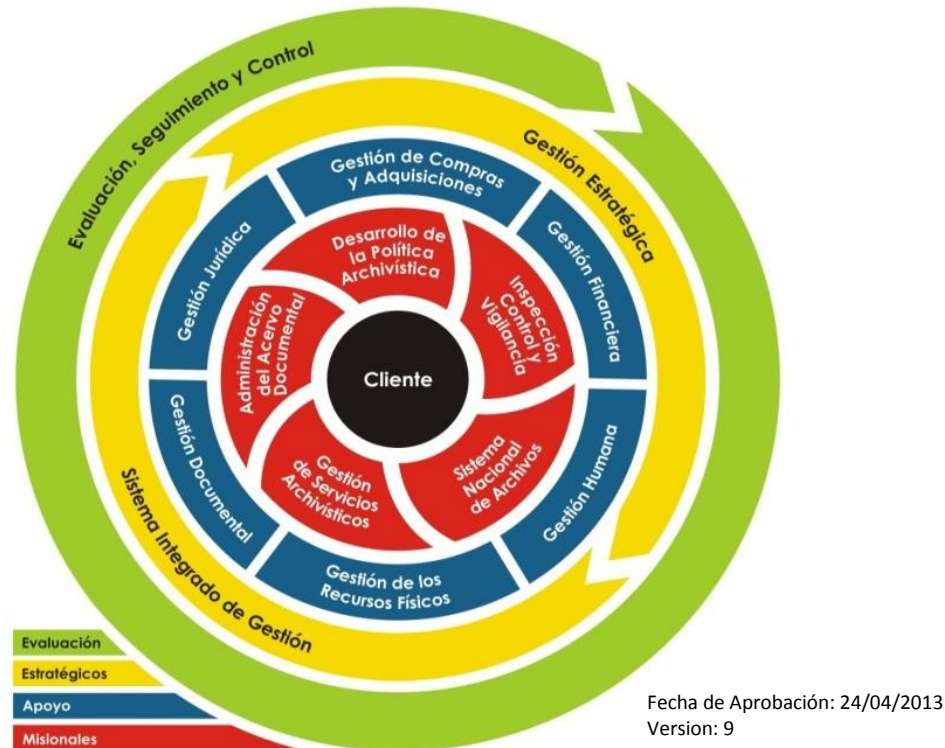 Evaluación, Seguimiento y Control
Gestión Estratégica
Sistema Integrado de Gestión
Gestión de Compras
y Adquisiciones
Gestión Financiera
Gestión Humana
Gestión de los
Recursos Físicos
Gestión Documental
Gestión Jurídica
Desarrollo de
la Política
Archivística
Inspección
Control y
Vigilancia
Sistema
Nacional
de Archivos
Gestión
de Servicios
Archivísticos
Administración
del Acervo
Documental
Cliente
Evaluación
Estratégicos
Apoyo
Misionales
Fecha de Aprobación: 24/04/2013
Version: 9